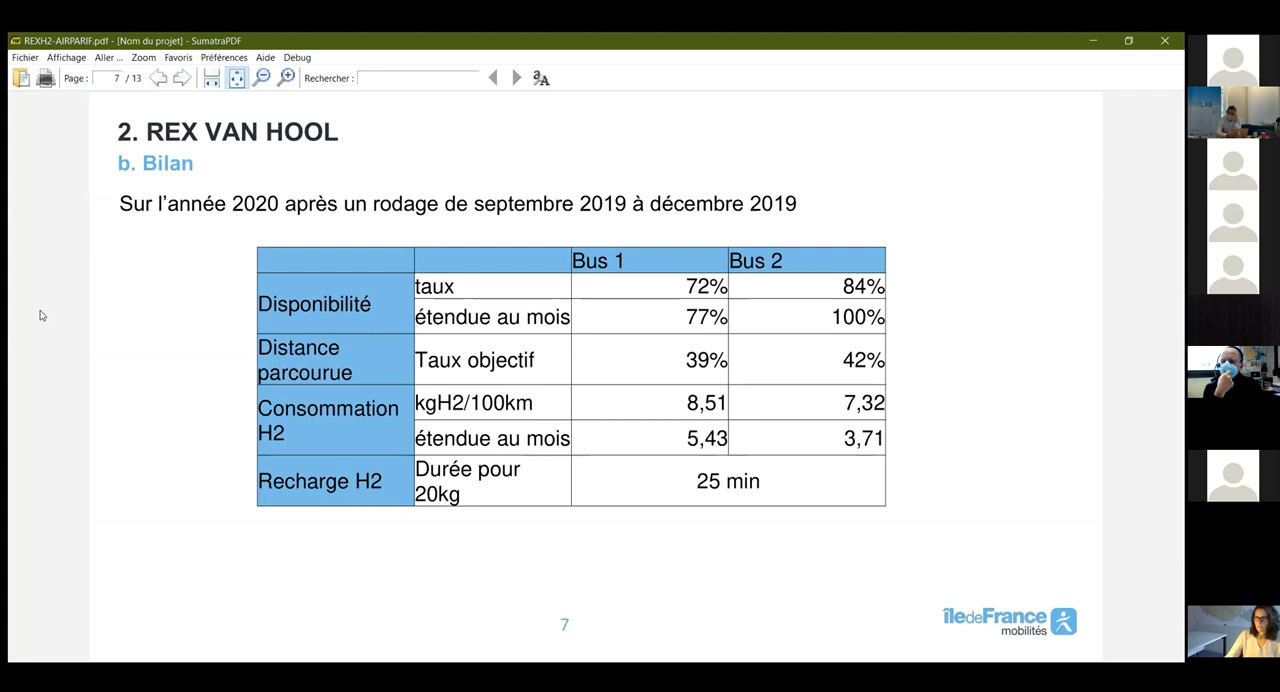 REXH2-AIRPARIF.pdf - [Nom du projet] - SumatraPDF
Fichier Affichage Aller ... Zoom Favoris Préférences Aide Debug
Page : 7 / 13 Rechercher :
2. REX VAN HOOL
b. Bilan
Sur l’année 2020 après un rodage de septembre 2019 à décembre 2019
Bus 1 Bus 2
Disponibilité taux 72% 84%
étendue au mois 77% 100%
Distance
parcourue Taux objectif 39% 42%
Consommation
H2 kgH2/100km 8,51 7,32
étendue au mois 5,43 3,71
Recharge H2 Durée pour
20kg 25 min
7
îledeFrance
mobilités